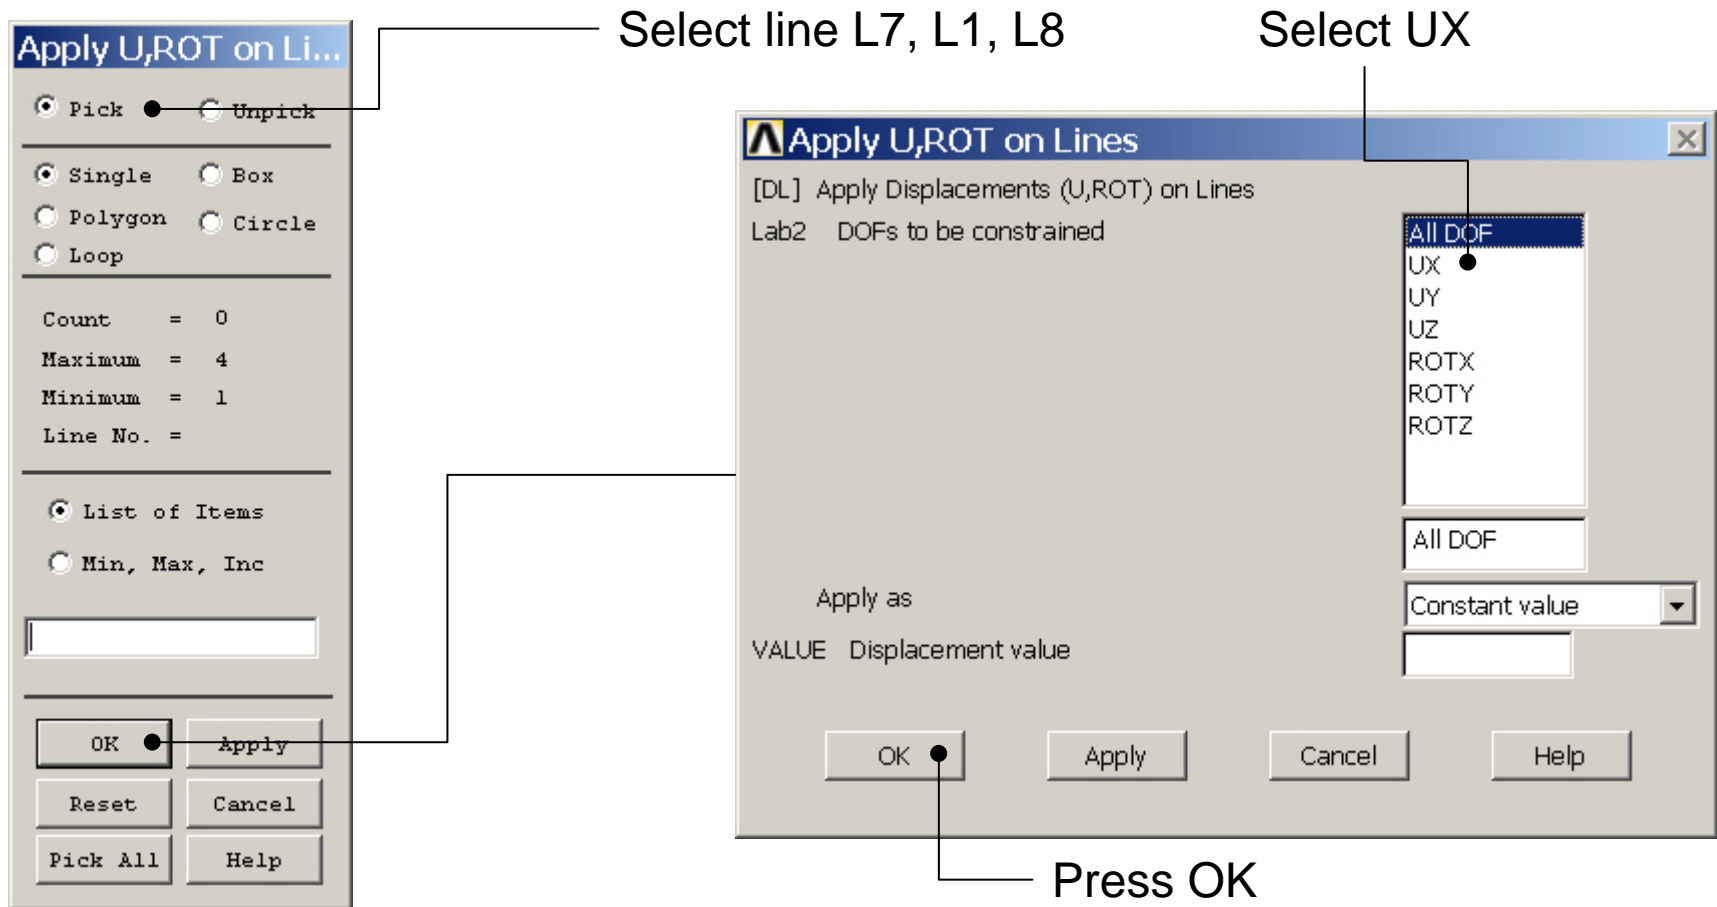 Select line L7, L1, L8
Select UX
Apply U,ROT on Li...
Pick
Unpick
Single
Box
Polygon
Circle
Loop
Count = 0
Maximum = 4
Minimum = 1
Line No. =
List of Items
Min, Max, Inc
OK
Apply
Reset
Cancel
Pick All
Help
Apply U,ROT on Lines
[DL] Apply Displacements (U,ROT) on Lines
Lab2 DOFs to be constrained
All DOF
UX
UY
UZ
ROTX
ROTY
ROTZ
All DOF
Apply as
Constant value
VALUE Displacement value
OK
Apply
Cancel
Help
Press OK